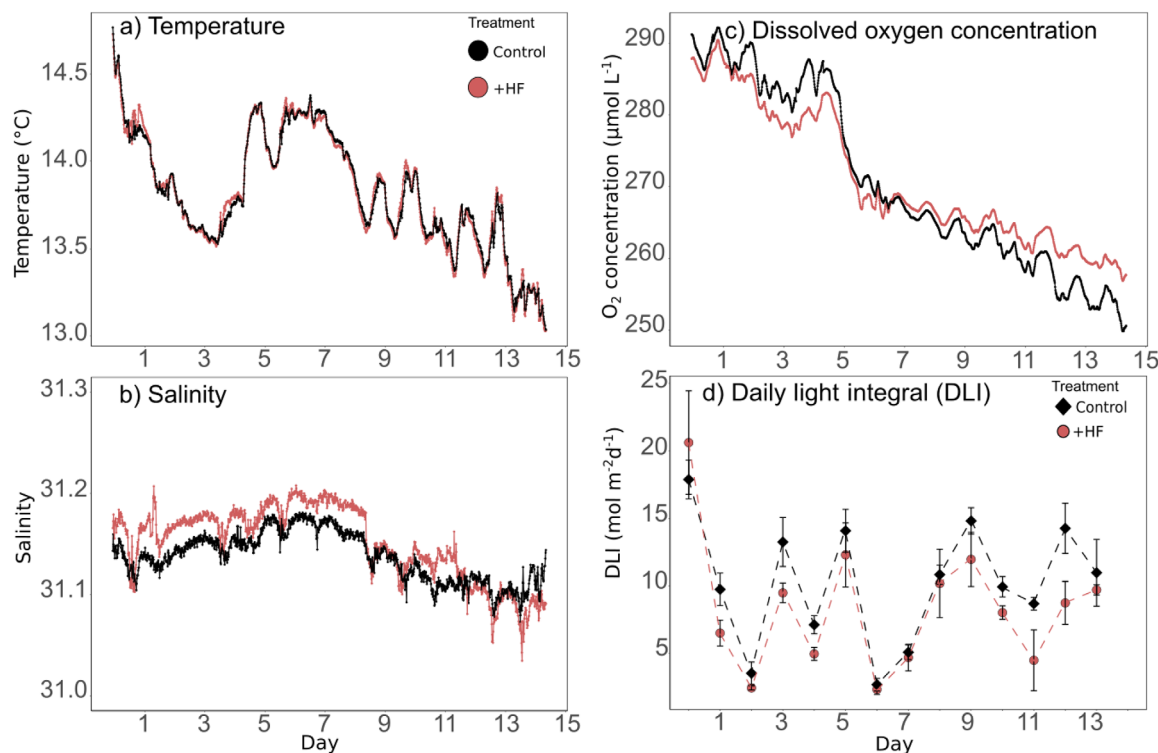 a) Temperature
Treatment
Control
+HF
Temperature (°C)
14.5
14.0
13.5
13.0
1 3 5 7 9 11 13 15
c) Dissolved oxygen concentration
O₂ concentration (µmol L⁻¹)
290
280
270
260
250
1 3 5 7 9 11 13 15
b) Salinity
Salinity
31.3
31.2
31.1
31.0
1 3 5 7 9 11 13 15
Day
d) Daily light integral (DLI)
Treatment
Control
+HF
DLI (mol m⁻²d⁻¹)
25
20
15
10
5
1 3 5 7 9 11 13
Day